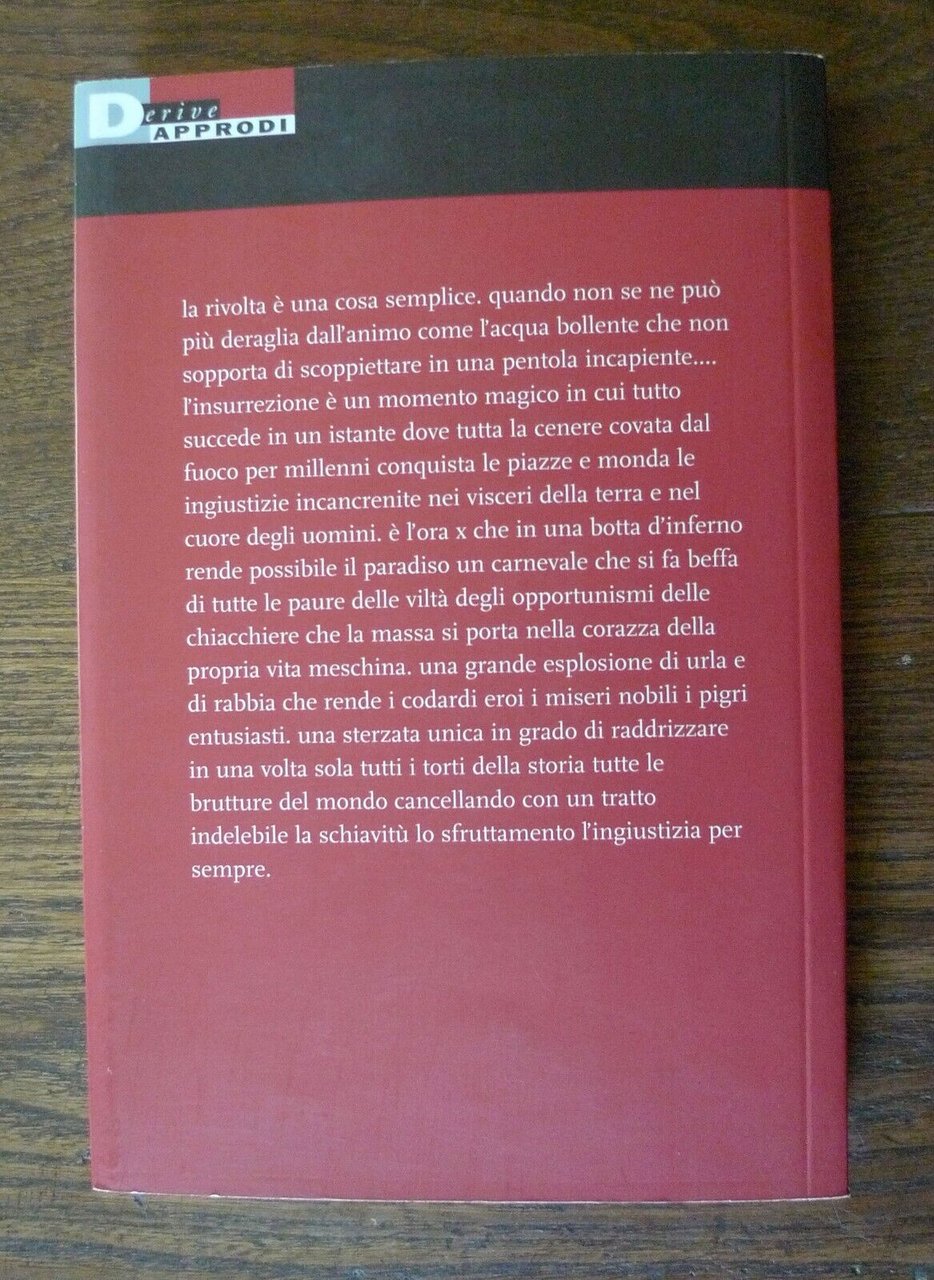 Derive
APPRODI
la rivolta è una cosa semplice. quando non se ne può
più deraglia dall'animo come l'acqua bollente che non
sopporta di scoppiettare in una pentola incapiente....
l'insurrezione è un momento magico in cui tutto
succede in un istante dove tutta la cenere covata dal
fuoco per millenni conquista le piazze e monda le
ingiustizie incancrenite nei visceri della terra e nel
cuore degli uomini. è l'ora x che in una botta d'inferno
rende possibile il paradiso un carnevale che si fa beffa
di tutte le paure delle viltà degli opportunismi delle
chiacchiere che la massa si porta nella corazza della
propria vita meschina. una grande esplosione di urla e
di rabbia che rende i codardi eroi i miseri nobili i pigri
entusiasti. una sterzata unica in grado di raddrizzare
in una volta sola tutti i torti della storia tutte le
brutture del mondo cancellando con un tratto
indelebile la schiavitù lo sfruttamento l'ingiustizia per
sempre.